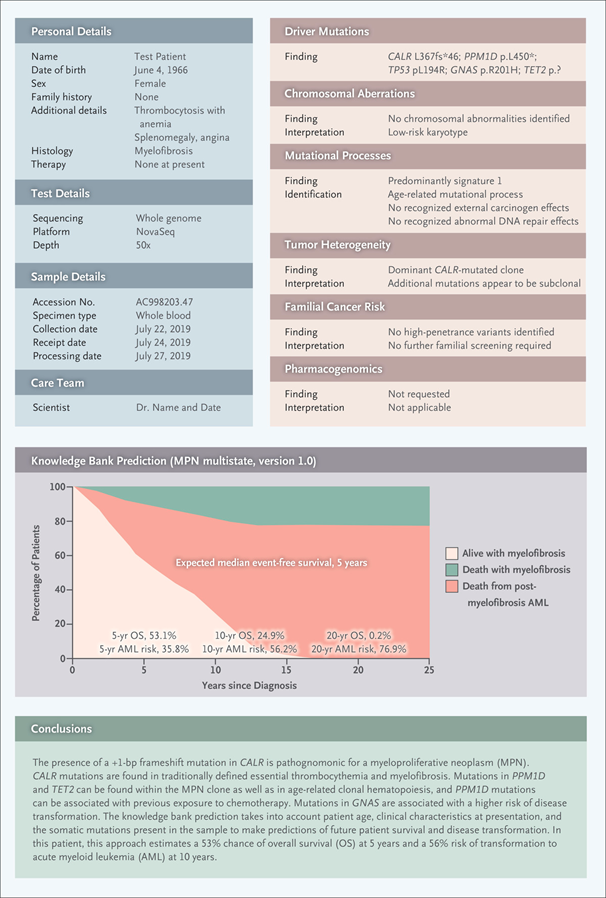 Personal Details
Name Test Patient
Date of birth June 4, 1966
Sex Female
Family history None
Additional details Thrombocytosis with
anemia
Splenomegaly, angina
Histology Myelofibrosis
Therapy None at present
Test Details
Sequencing Whole genome
Platform NovaSeq
Depth 50x
Sample Details
Accession No. AC998203.47
Specimen type Whole blood
Collection date July 22, 2019
Receipt date July 24, 2019
Processing date July 27, 2019
Care Team
Scientist Dr. Name and Date
Driver Mutations
Finding CALR L367fs*46; PPM1D p.L450*;
TP53 pL194R; GNAS p.R201H; TET2 p.?
Chromosomal Aberrations
Finding No chromosomal abnormalities identified
Interpretation Low-risk karyotype
Mutational Processes
Finding Predominantly signature 1
Identification Age-related mutational process
No recognized external carcinogen effects
No recognized abnormal DNA repair effects
Tumor Heterogeneity
Finding Dominant CALR-mutated clone
Interpretation Additional mutations appear to be subclonal
Familial Cancer Risk
Finding No high-penetrance variants identified
Interpretation No further familial screening required
Pharmacogenomics
Finding Not requested
Interpretation Not applicable
Knowledge Bank Prediction (MPN multistate, version 1.0)
Percentage of Patients
100
80
60
40
20
0
Expected median event-free survival, 5 years
5-yr OS, 53.1% 10-yr OS, 24.9% 20-yr OS, 0.2%
5-yr AML risk, 35.8% 10-yr AML risk, 56.2% 20-yr AML risk, 76.9%
0 5 10 15 20 25
Years since Diagnosis
Alive with myelofibrosis
Death with myelofibrosis
Death from post-
myelofibrosis AML
Conclusions
The presence of a +1-bp frameshift mutation in CALR is pathognomonic for a myeloproliferative neoplasm (MPN).
CALR mutations are found in traditionally defined essential thrombocythemia and myelofibrosis. Mutations in PPM1D
and TET2 can be found within the MPN clone as well as in age-related clonal hematopoiesis, and PPM1D mutations
can be associated with previous exposure to chemotherapy. Mutations in GNAS are associated with a higher risk of disease
transformation. The knowledge bank prediction takes into account patient age, clinical characteristics at presentation, and
the somatic mutations present in the sample to make predictions of future patient survival and disease transformation. In
this patient, this approach estimates a 53% chance of overall survival (OS) at 5 years and a 56% risk of transformation to
acute myeloid leukemia (AML) at 10 years.